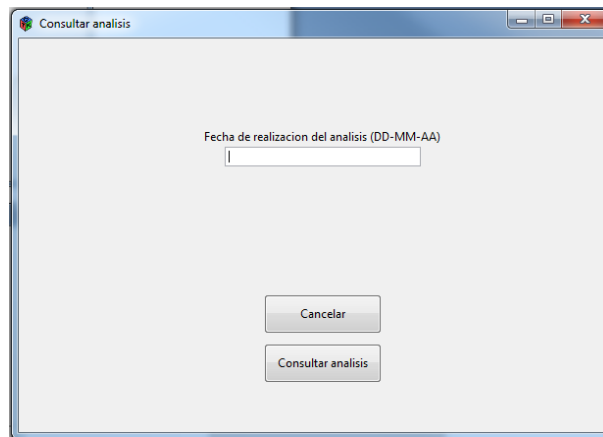 Consultar analisis
Fecha de realizacion del analisis (DD-MM-AA)
Cancelar
Consultar analisis